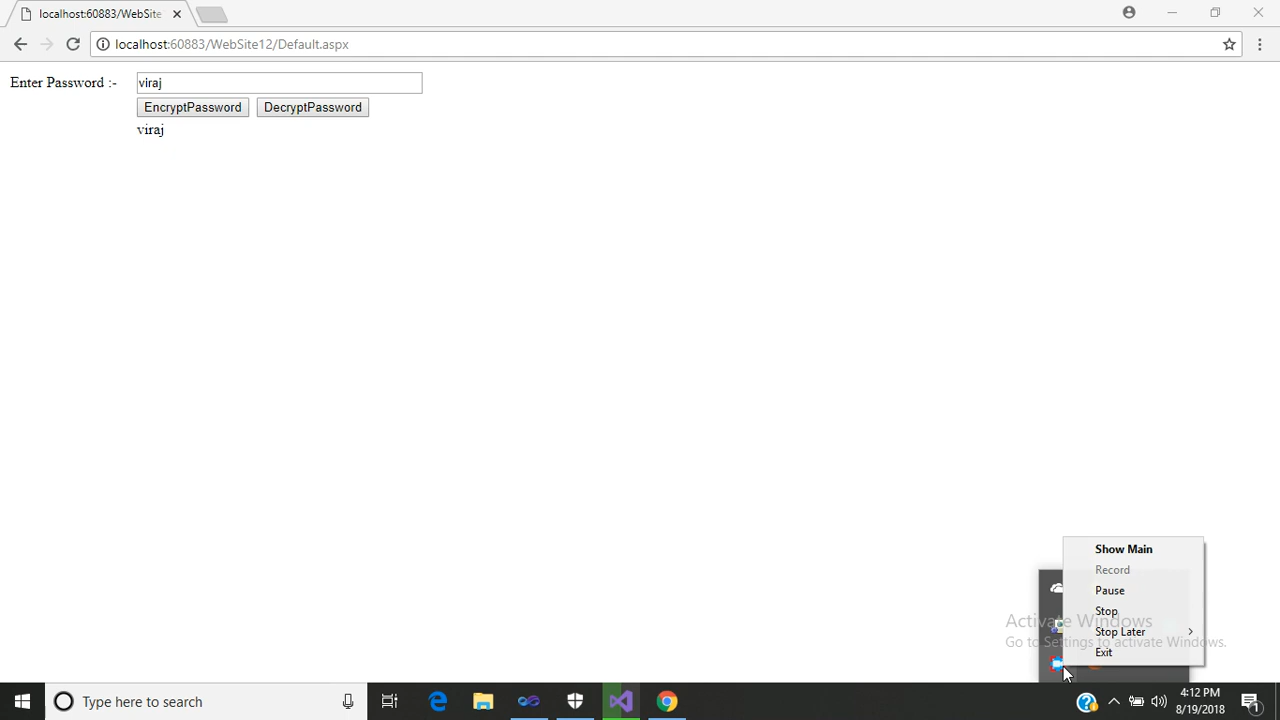 localhost:60883/WebSite
localhost:60883/WebSite12/Default.aspx
Enter Password :- viraj
EncryptPassword DecryptPassword
viraj
Show Main
Record
Pause
Stop
Stop Later
Exit
Activate Windows
Go to Settings to activate Windows.
Type here to search
4:12 PM
8/19/2018
1